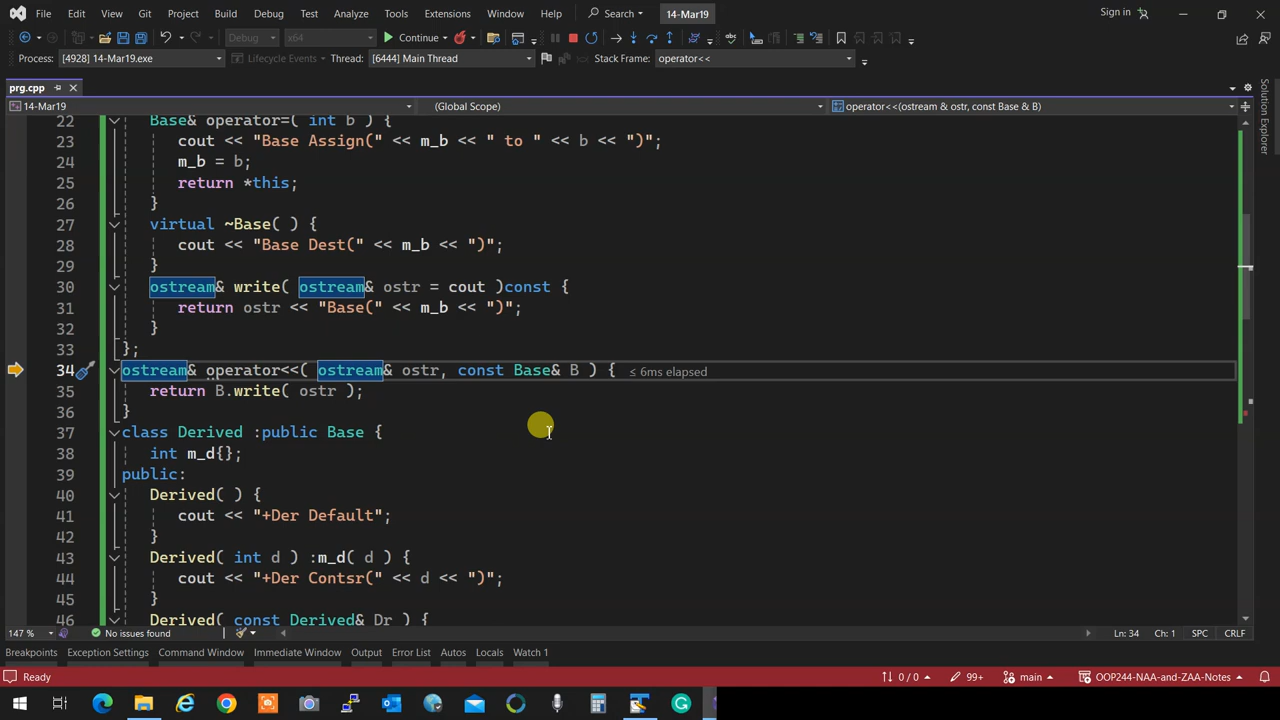 File Edit View Git Project Build Debug Test Analyze Tools Extensions Window Help Search 14-Mar19 Sign in
Debug x64 Continue
Process: [4928] 14-Mar19.exe Lifecycle Events Thread: [6444] Main Thread Stack Frame: operator<<
prg.cpp
14-Mar19 (Global Scope) operator<<(ostream & ostr, const Base & B)
22 Base& operator=( int b ) {
23 cout << "Base Assign(" << m_b << " to " << b << ")";
24 m_b = b;
25 return *this;
26 }
27 virtual ~Base( ) {
28 cout << "Base Dest(" << m_b << ")";
29 }
30 ostream& write( ostream& ostr = cout )const {
31 return ostr << "Base(" << m_b << ")";
32 }
33 };
34 ostream& operator<<( ostream& ostr, const Base& B ) { ≤ 6ms elapsed
35 return B.write( ostr );
36 }
37 class Derived :public Base {
38 int m_d{};
39 public:
40 Derived( ) {
41 cout << "+Der Default";
42 }
43 Derived( int d ) :m_d( d ) {
44 cout << "+Der Contsr(" << d << ")";
45 }
46 Derived( const Derived& Dr ) {
147 % No issues found Ln: 34 Ch: 1 SPC CRLF
Breakpoints Exception Settings Command Window Immediate Window Output Error List Autos Locals Watch 1
Ready 0 / 0 99+ main OOP244-NAA-and-ZAA-Notes
Solution Explorer